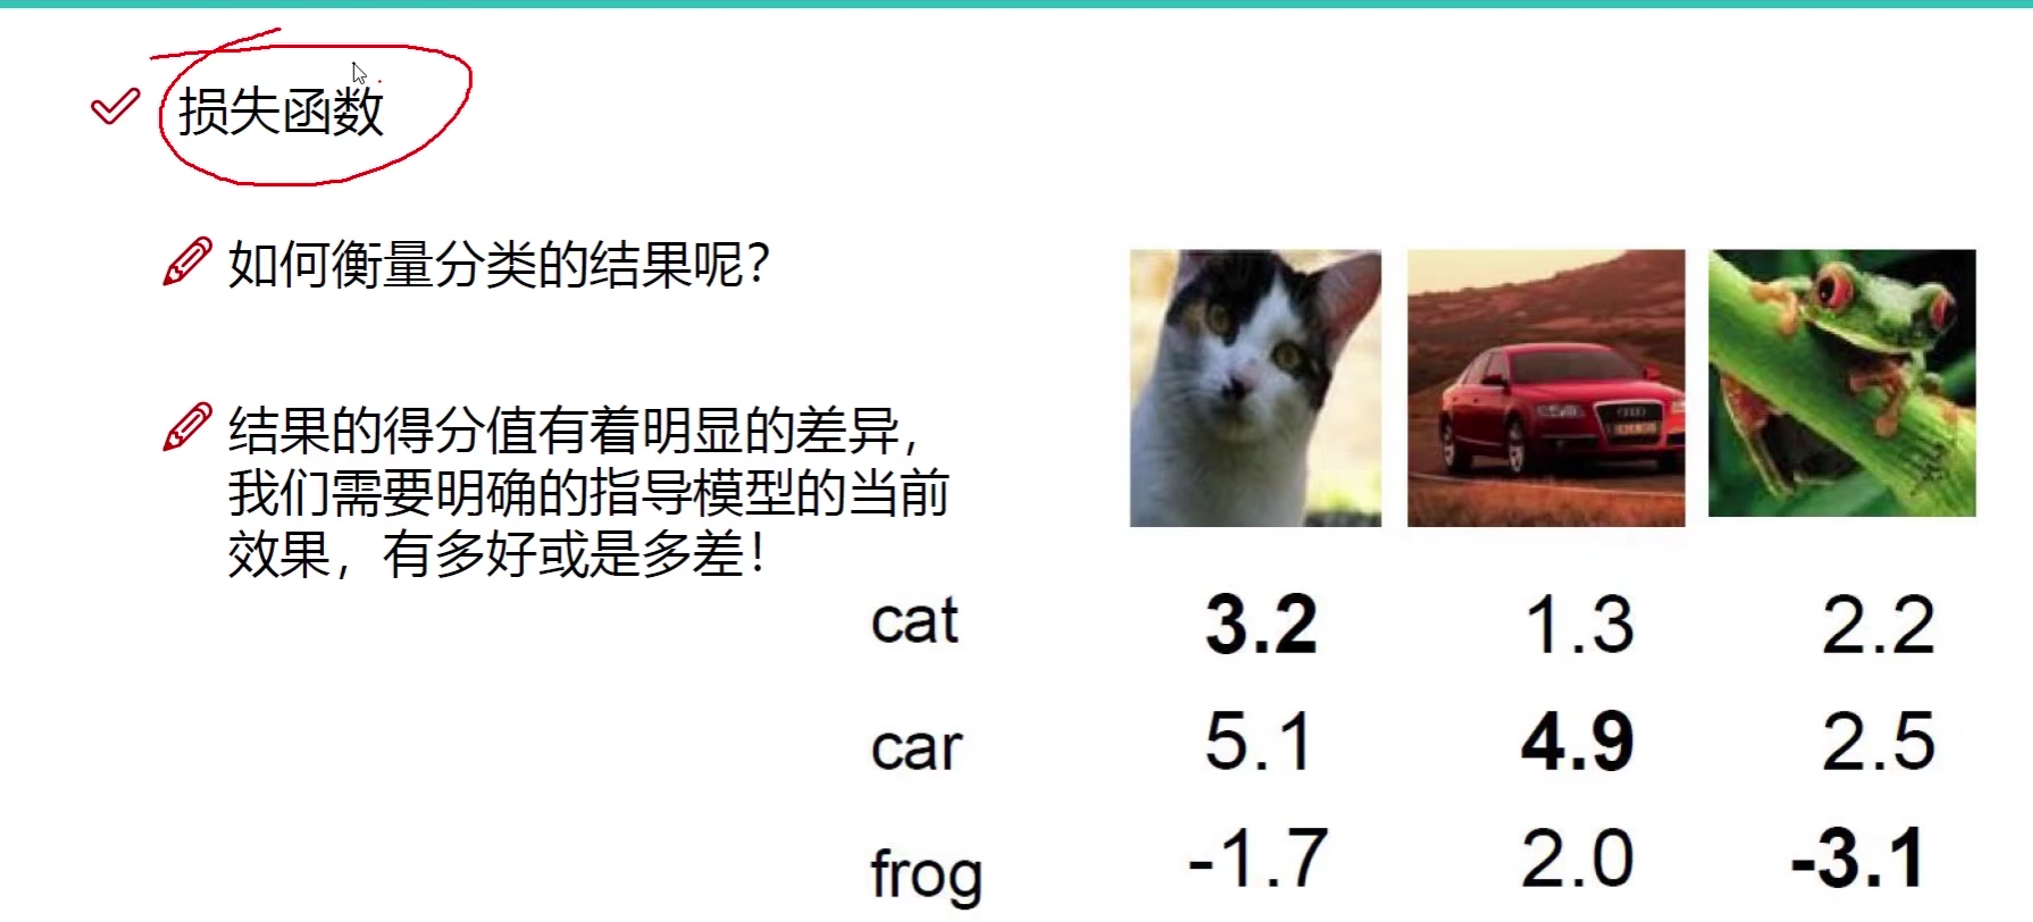 损失函数
如何衡量分类的结果呢？
结果的得分值有着明显的差异，
我们需要明确的指导模型的当前
效果，有多好或是多差！
cat 3.2 1.3 2.2
car 5.1 4.9 2.5
frog -1.7 2.0 -3.1